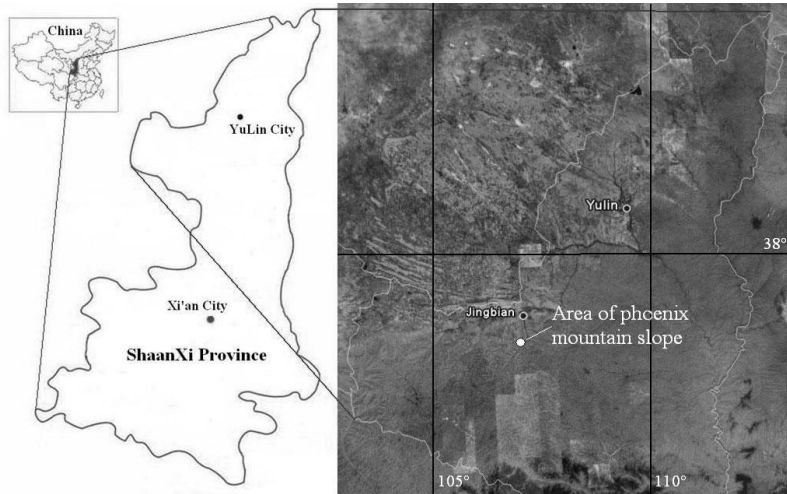 China
YuLin City
Xi'an City
ShaanXi Province
Yulin
38°
Jingbian
Area of phoenix
mountain slope
105°
110°